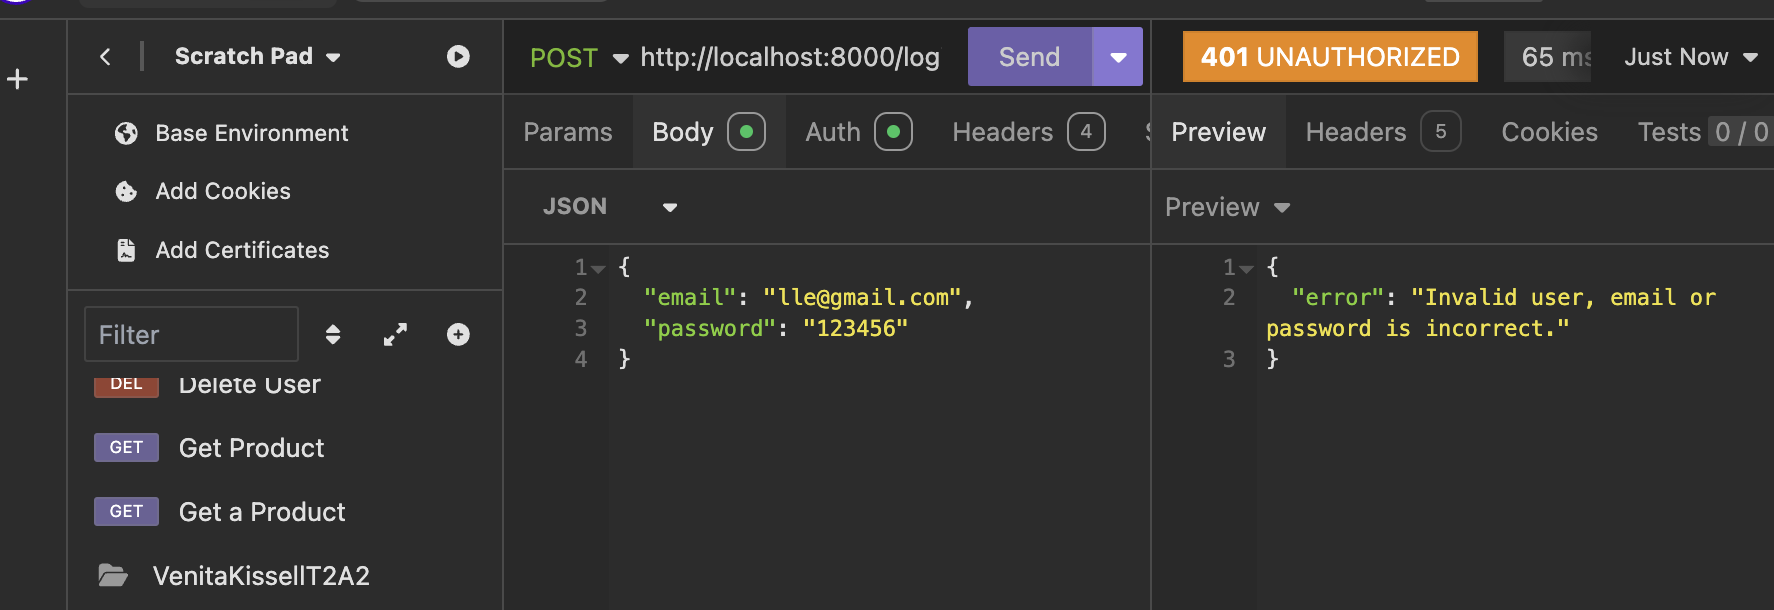 Scratch Pad
Base Environment
Add Cookies
Add Certificates
Filter
DEL Delete User
GET Get Product
GET Get a Product
VenitaKissellT2A2
POST http://localhost:8000/log Send
Params Body Auth Headers 4
JSON
1 {
2 "email": "lle@gmail.com",
3 "password": "123456"
4 }
401 UNAUTHORIZED 65 ms Just Now
Preview Headers 5 Cookies Tests 0 / 0
Preview
1 {
2 "error": "Invalid user, email or
password is incorrect."
3 }